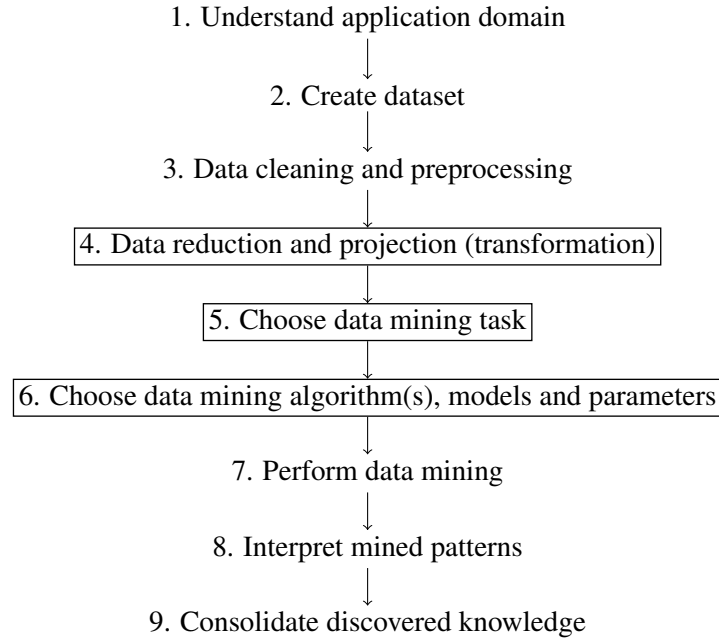 1. Understand application domain
2. Create dataset
3. Data cleaning and preprocessing
4. Data reduction and projection (transformation)
5. Choose data mining task
6. Choose data mining algorithm(s), models and parameters
7. Perform data mining
8. Interpret mined patterns
9. Consolidate discovered knowledge